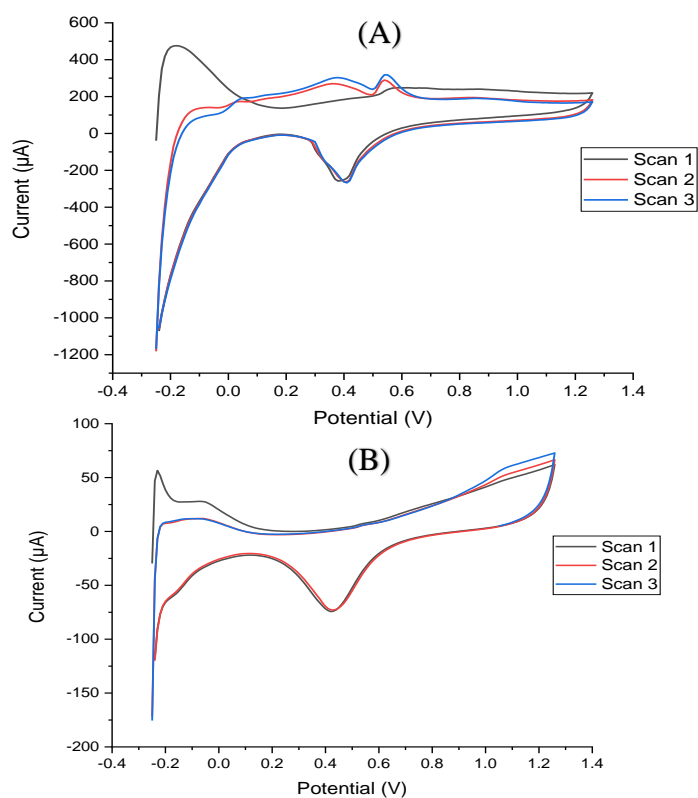 (A)
600
400
200
0
-200
-400
-600
-800
-1000
-1200
Current (µA)
Scan 1
Scan 2
Scan 3
-0.4 -0.2 0.0 0.2 0.4 0.6 0.8 1.0 1.2 1.4
Potential (V)
(B)
100
50
0
-50
-100
-150
-200
Current (µA)
Scan 1
Scan 2
Scan 3
-0.4 -0.2 0.0 0.2 0.4 0.6 0.8 1.0 1.2 1.4
Potential (V)